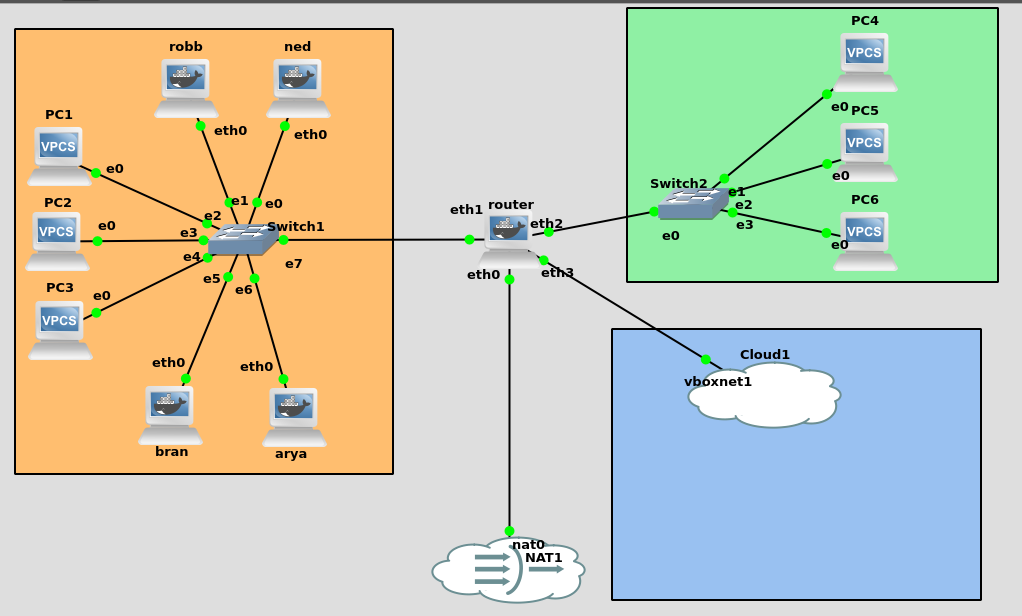 robb
ned
eth0
eth0
PC1
VPCS
e0
PC2
VPCS
e0
PC3
VPCS
e0
e1
e0
e2
e3
e4
e5
e6
Switch1
e7
eth0
bran
eth0
arya
eth1
router
eth2
eth0
eth3
nat0
NAT1
Switch2
e0
e1
e2
e3
PC4
VPCS
e0
PC5
VPCS
e0
PC6
VPCS
e0
Cloud1
vboxnet1